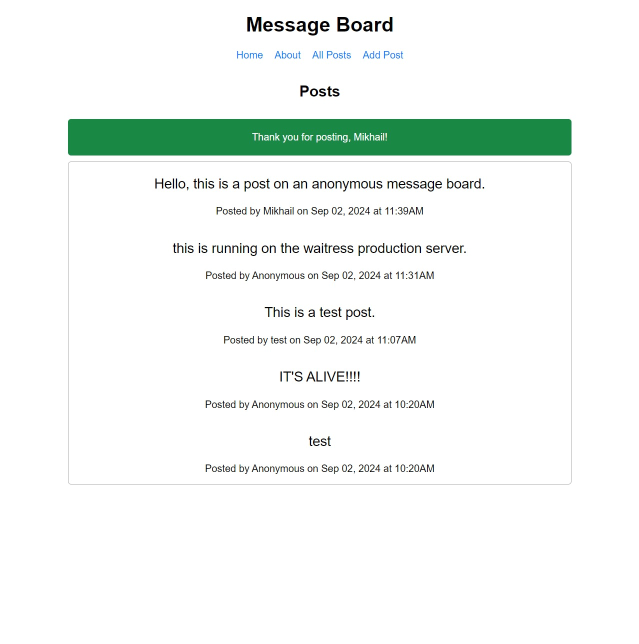 Message Board
Home About All Posts Add Post
Posts
Thank you for posting, Mikhail!
Hello, this is a post on an anonymous message board.
Posted by Mikhail on Sep 02, 2024 at 11:39AM
this is running on the waitress production server.
Posted by Anonymous on Sep 02, 2024 at 11:31AM
This is a test post.
Posted by test on Sep 02, 2024 at 11:07AM
IT'S ALIVE!!!!
Posted by Anonymous on Sep 02, 2024 at 10:20AM
test
Posted by Anonymous on Sep 02, 2024 at 10:20AM